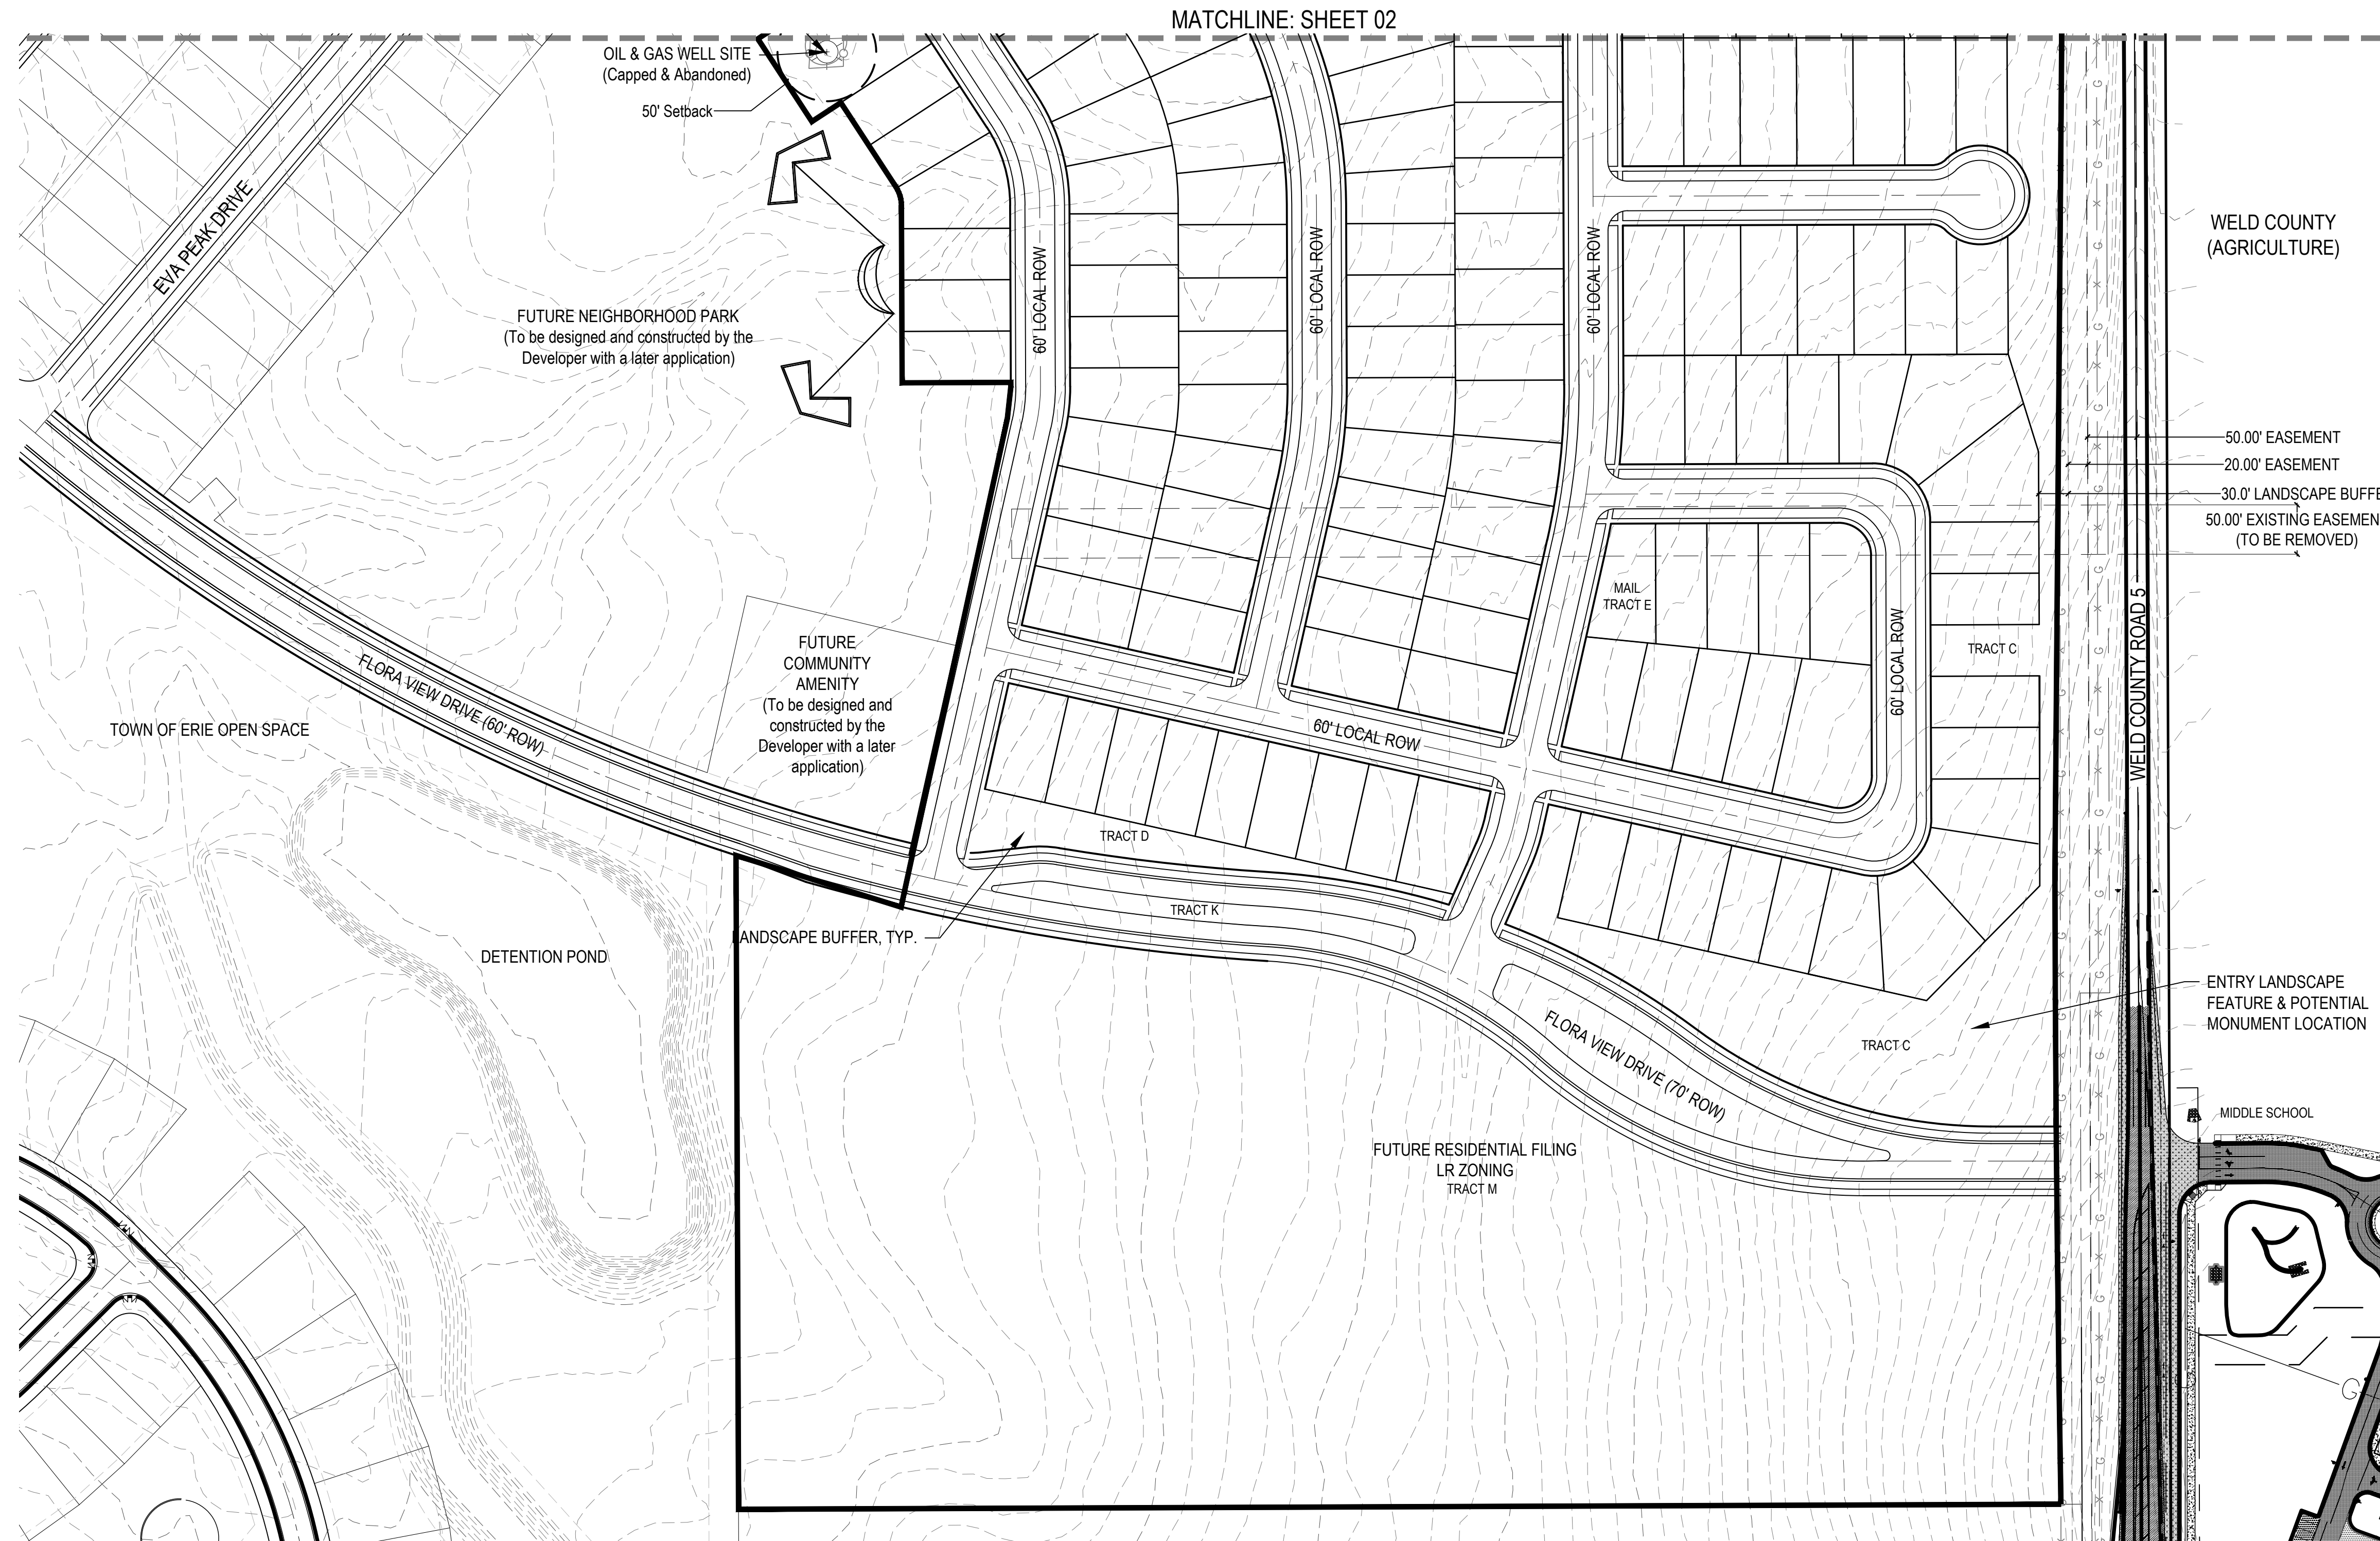 MATCHLINE: SHEET 02
OIL & GAS WELL SITE
(Capped & Abandoned)
50' Setback
EVA PEAK DRIVE
FUTURE NEIGHBORHOOD PARK
(To be designed and constructed by the
Developer with a later application)
60' LOCAL ROW
60' LOCAL ROW
60' LOCAL ROW
WELD COUNTY
(AGRICULTURE)
50.00' EASEMENT
20.00' EASEMENT
30.0' LANDSCAPE BUFFE
50.00' EXISTING EASEMEN
(TO BE REMOVED)
MAIL
TRACT E
60' LOCAL ROW
TRACT C
WELD COUNTY ROAD 5
FUTURE
COMMUNITY
AMENITY
(To be designed and
constructed by the
Developer with a later
application)
FLORA VIEW DRIVE (60' ROW)
TOWN OF ERIE OPEN SPACE
60' LOCAL ROW
TRACT D
TRACT K
LANDSCAPE BUFFER, TYP.
DETENTION POND
ENTRY LANDSCAPE
FEATURE & POTENTIAL
MONUMENT LOCATION
FLORA VIEW DRIVE (70' ROW)
TRACT C
MIDDLE SCHOOL
FUTURE RESIDENTIAL FILING
LR ZONING
TRACT M